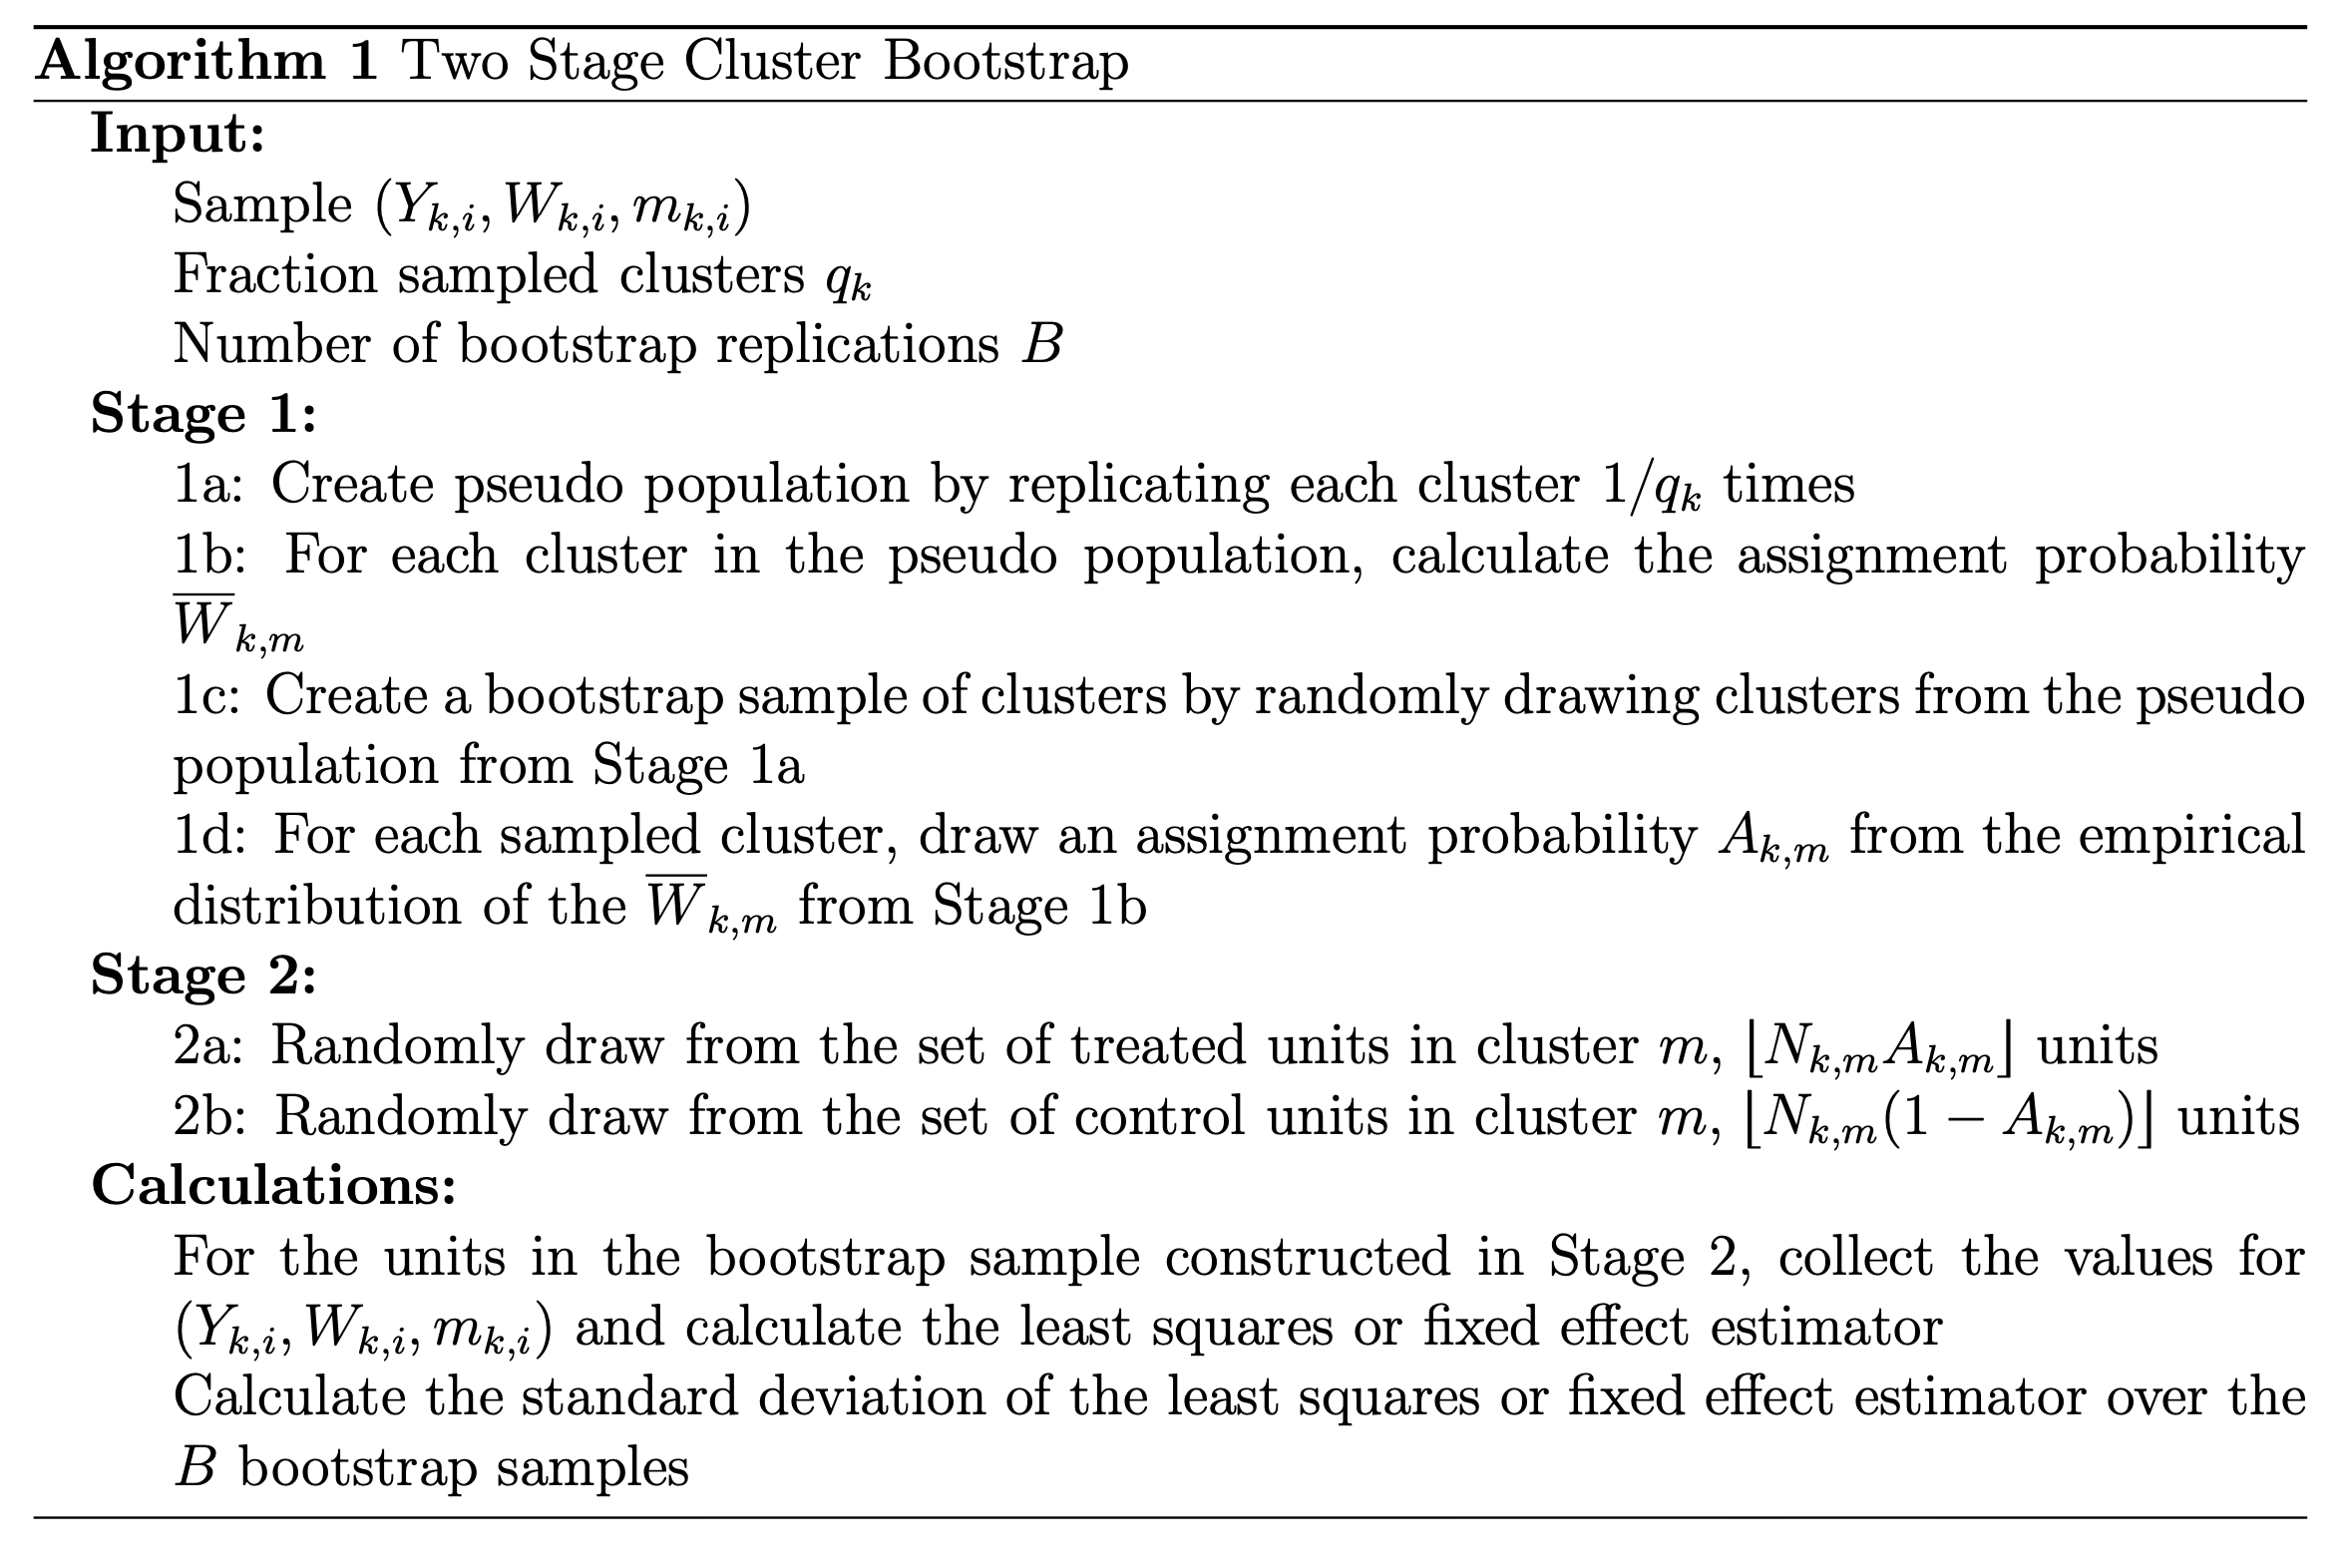 Algorithm 1 Two Stage Cluster Bootstrap
Input:
Sample $(Y_{k,i}, W_{k,i}, m_{k,i})$
Fraction sampled clusters $q_k$
Number of bootstrap replications $B$
Stage 1:
1a: Create pseudo population by replicating each cluster $1/q_k$ times
1b: For each cluster in the pseudo population, calculate the assignment probability
$\overline{W}_{k,m}$
1c: Create a bootstrap sample of clusters by randomly drawing clusters from the pseudo
population from Stage 1a
1d: For each sampled cluster, draw an assignment probability $A_{k,m}$ from the empirical
distribution of the $\overline{W}_{k,m}$ from Stage 1b
Stage 2:
2a: Randomly draw from the set of treated units in cluster $m$, $\lfloor N_{k,m} A_{k,m} \rfloor$ units
2b: Randomly draw from the set of control units in cluster $m$, $\lfloor N_{k,m}(1 - A_{k,m}) \rfloor$ units
Calculations:
For the units in the bootstrap sample constructed in Stage 2, collect the values for
$(Y_{k,i}, W_{k,i}, m_{k,i})$ and calculate the least squares or fixed effect estimator
Calculate the standard deviation of the least squares or fixed effect estimator over the
$B$ bootstrap samples